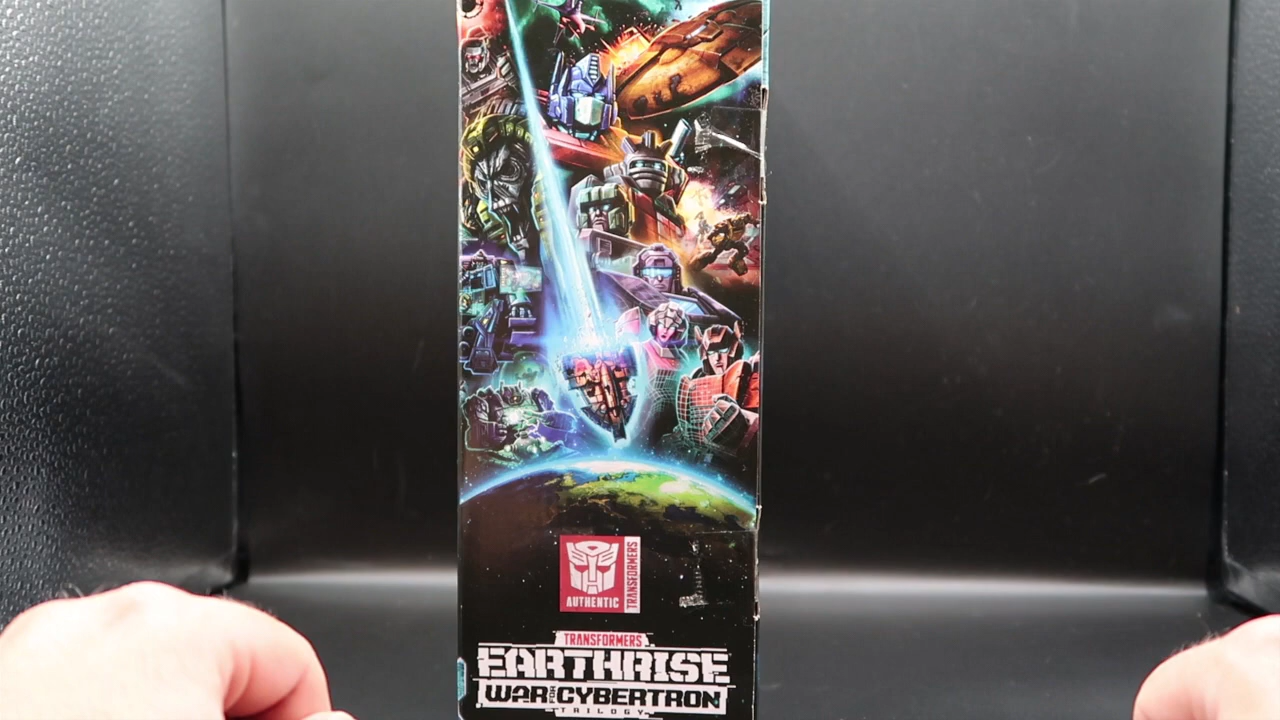 AUTHENTIC
TRANSFORMERS
TRANSFORMERS
EARTHRISE
WAR FOR CYBERTRON
TRILOGY